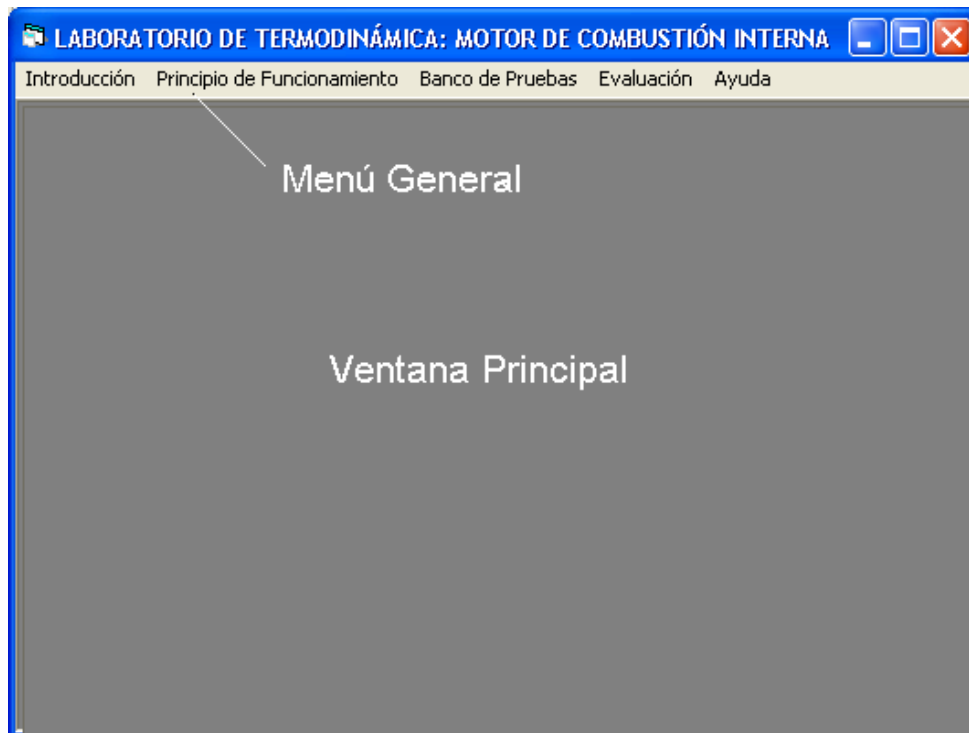 LABORATORIO DE TERMODINÁMICA: MOTOR DE COMBUSTIÓN INTERNA
Introducción Principio de Funcionamiento Banco de Pruebas Evaluación Ayuda
Menú General
Ventana Principal